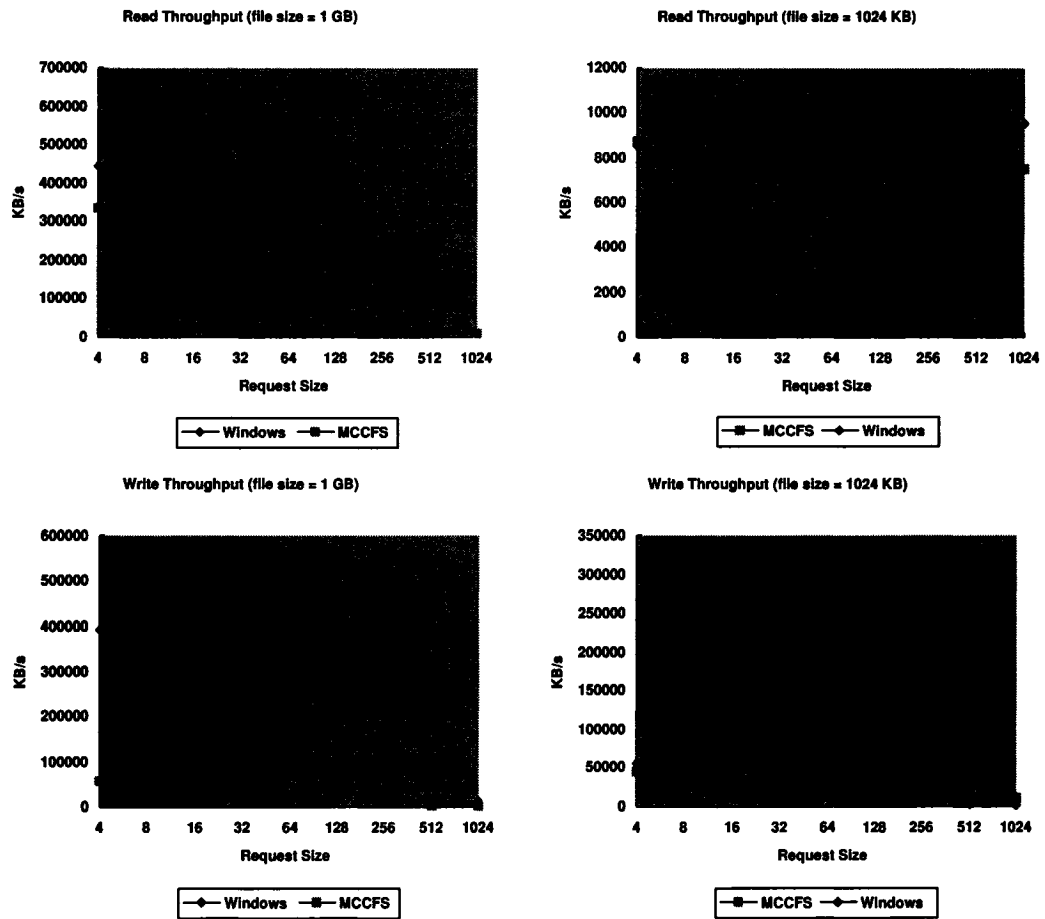 Read Throughput (file size = 1 GB)
700000
600000
500000
400000
300000
200000
100000
0
KB/s
4 8 16 32 64 128 256 512 1024
Request Size
Windows MCCFS
Read Throughput (file size = 1024 KB)
12000
10000
8000
6000
4000
2000
0
KB/s
4 8 16 32 64 128 256 512 1024
Request Size
MCCFS Windows
Write Throughput (file size = 1 GB)
600000
500000
400000
300000
200000
100000
0
KB/s
4 8 16 32 64 128 256 512 1024
Request Size
Windows MCCFS
Write Throughput (file size = 1024 KB)
350000
300000
250000
200000
150000
100000
50000
0
KB/s
4 8 16 32 64 128 256 512 1024
Request Size
MCCFS Windows